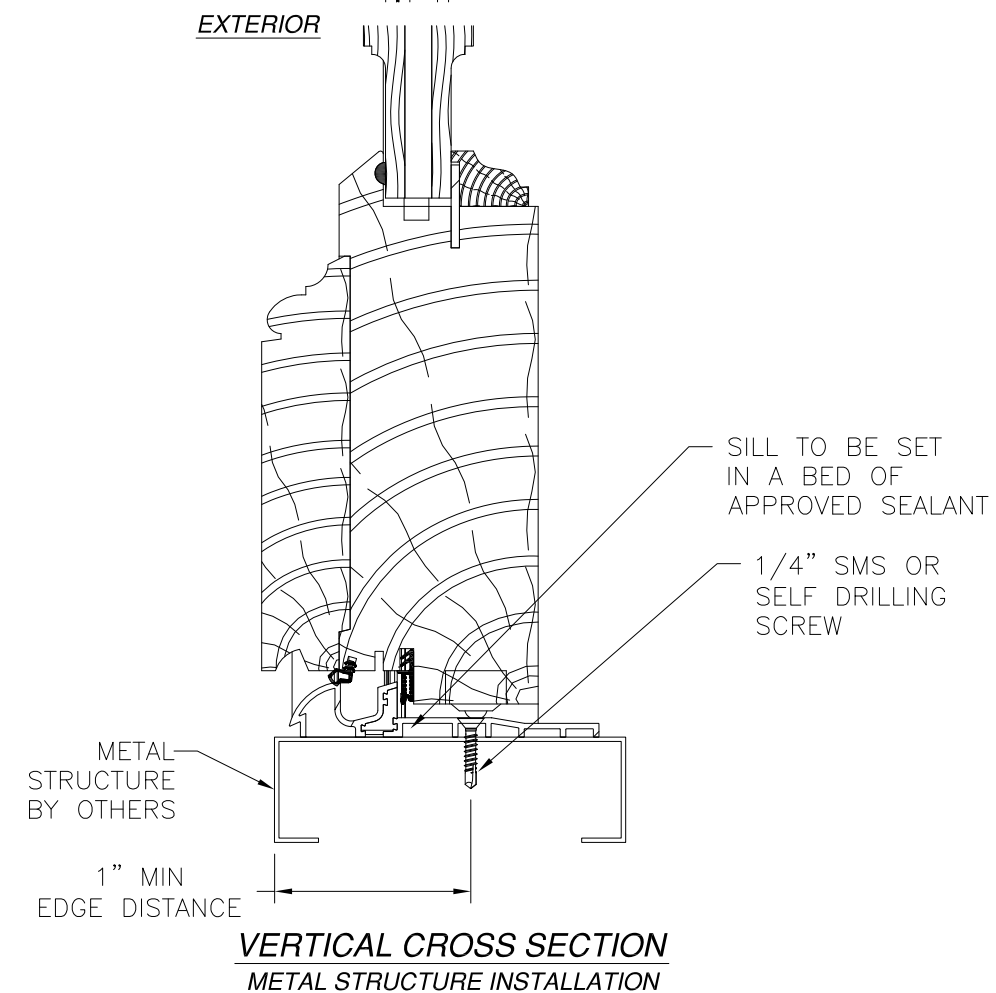 EXTERIOR
SILL TO BE SET
IN A BED OF
APPROVED SEALANT
1/4” SMS OR
SELF DRILLING
SCREW
METAL
STRUCTURE
BY OTHERS
1” MIN
EDGE DISTANCE
VERTICAL CROSS SECTION
METAL STRUCTURE INSTALLATION